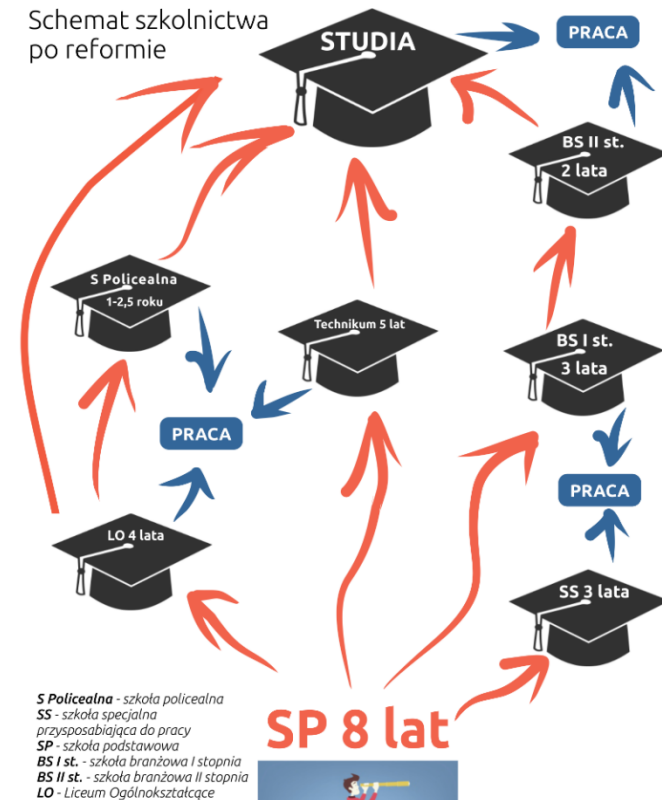 Schemat szkolnictwa
po reformie
STUDIA
PRACA
BS II st.
2 lata
S Policealna
1-2,5 roku
Technikum 5 lat
BS I st.
3 lata
PRACA
PRACA
LO 4 lata
SS 3 lata
SP 8 lat
S Policealna - szkoła policealna
SS - szkoła specjalna
przysposabiająca do pracy
SP - szkoła podstawowa
BS I st. - szkoła branżowa I stopnia
BS II st. - szkoła branżowa II stopnia
LO - Liceum Ogólnokształcące